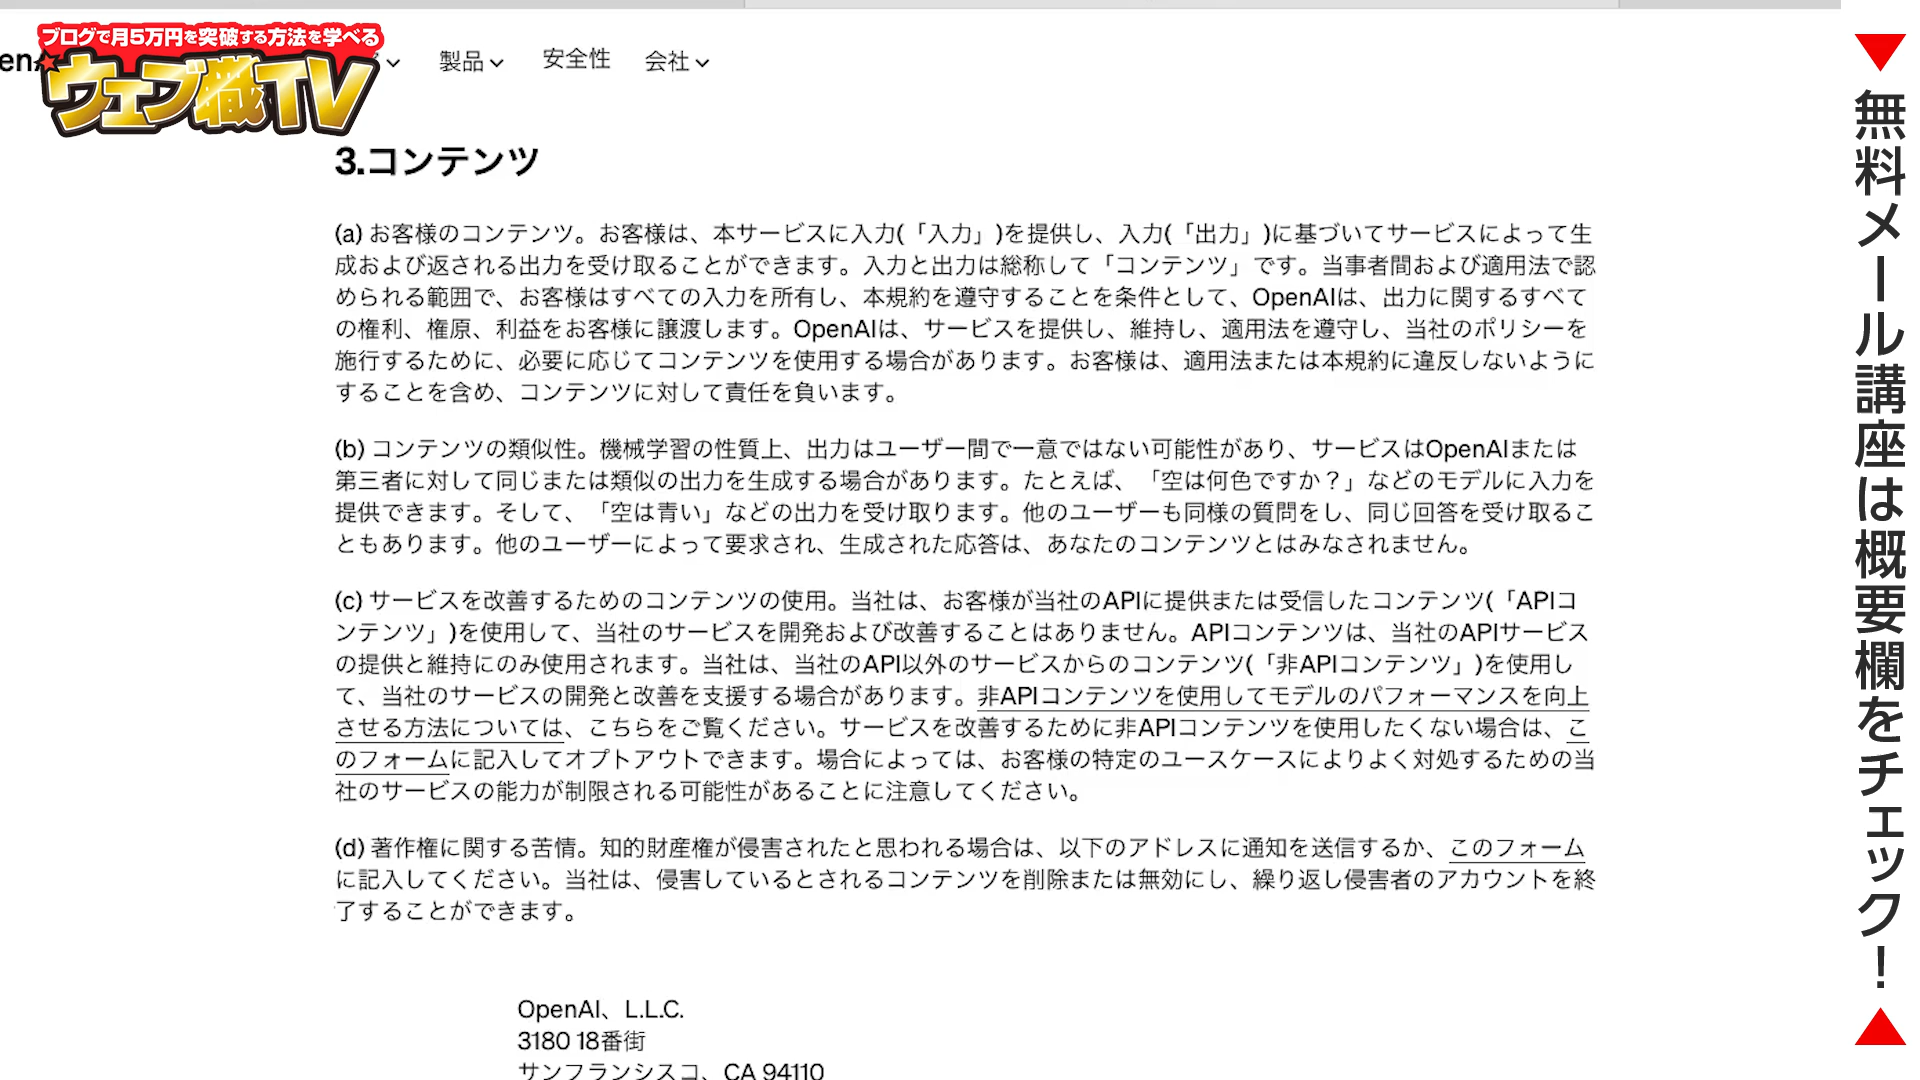 ブログで月5万円を突破する方法を学べる
ウェブ職TV
en
製品
安全性
会社
3.コンテンツ
(a) お客様のコンテンツ。お客様は、本サービスに入力(「入力」)を提供し、入力(「出力」)に基づいてサービスによって生
成および返される出力を受け取ることができます。入力と出力は総称して「コンテンツ」です。当事者間および適用法で認
められる範囲で、お客様はすべての入力を所有し、本規約を遵守することを条件として、OpenAIは、出力に関するすべて
の権利、権原、利益をお客様に譲渡します。OpenAIは、サービスを提供し、維持し、適用法を遵守し、当社のポリシーを
施行するために、必要に応じてコンテンツを使用する場合があります。お客様は、適用法または本規約に違反しないように
することを含め、コンテンツに対して責任を負います。
(b) コンテンツの類似性。機械学習の性質上、出力はユーザー間で一意ではない可能性があり、サービスはOpenAIまたは
第三者に対して同じまたは類似の出力を生成する場合があります。たとえば、「空は何色ですか？」などのモデルに入力を
提供できます。そして、「空は青い」などの出力を受け取ります。他のユーザーも同様の質問をし、同じ回答を受け取るこ
ともあります。他のユーザーによって要求され、生成された応答は、あなたのコンテンツとはみなされません。
(c) サービスを改善するためのコンテンツの使用。当社は、お客様が当社のAPIに提供または受信したコンテンツ(「APIコ
ンテンツ」)を使用して、当社のサービスを開発および改善することはありません。APIコンテンツは、当社のAPIサービス
の提供と維持にのみ使用されます。当社は、当社のAPI以外のサービスからのコンテンツ(「非APIコンテンツ」)を使用し
て、当社のサービスの開発と改善を支援する場合があります。非APIコンテンツを使用してモデルのパフォーマンスを向上
させる方法については、こちらをご覧ください。サービスを改善するために非APIコンテンツを使用したくない場合は、こ
のフォームに記入してオプトアウトできます。場合によっては、お客様の特定のユースケースによりよく対処するための当
社のサービスの能力が制限される可能性があることに注意してください。
(d) 著作権に関する苦情。知的財産権が侵害されたと思われる場合は、以下のアドレスに通知を送信するか、このフォーム
に記入してください。当社は、侵害しているとされるコンテンツを削除または無効にし、繰り返し侵害者のアカウントを終
了することができます。
OpenAI、L.L.C.
3180 18番街
サンフランシスコ、CA 94110
無料メール講座は概要欄をチェック！